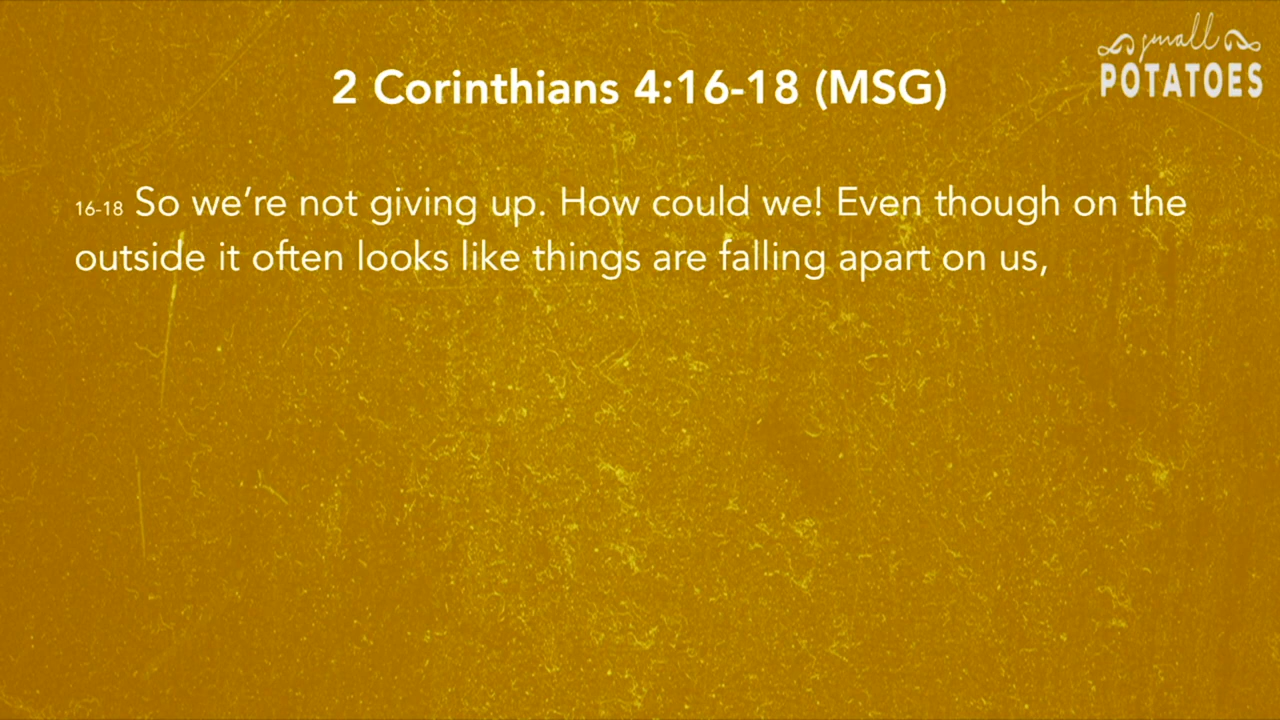 small
POTATOES
2 Corinthians 4:16-18 (MSG)
16-18 So we’re not giving up. How could we! Even though on the
outside it often looks like things are falling apart on us,